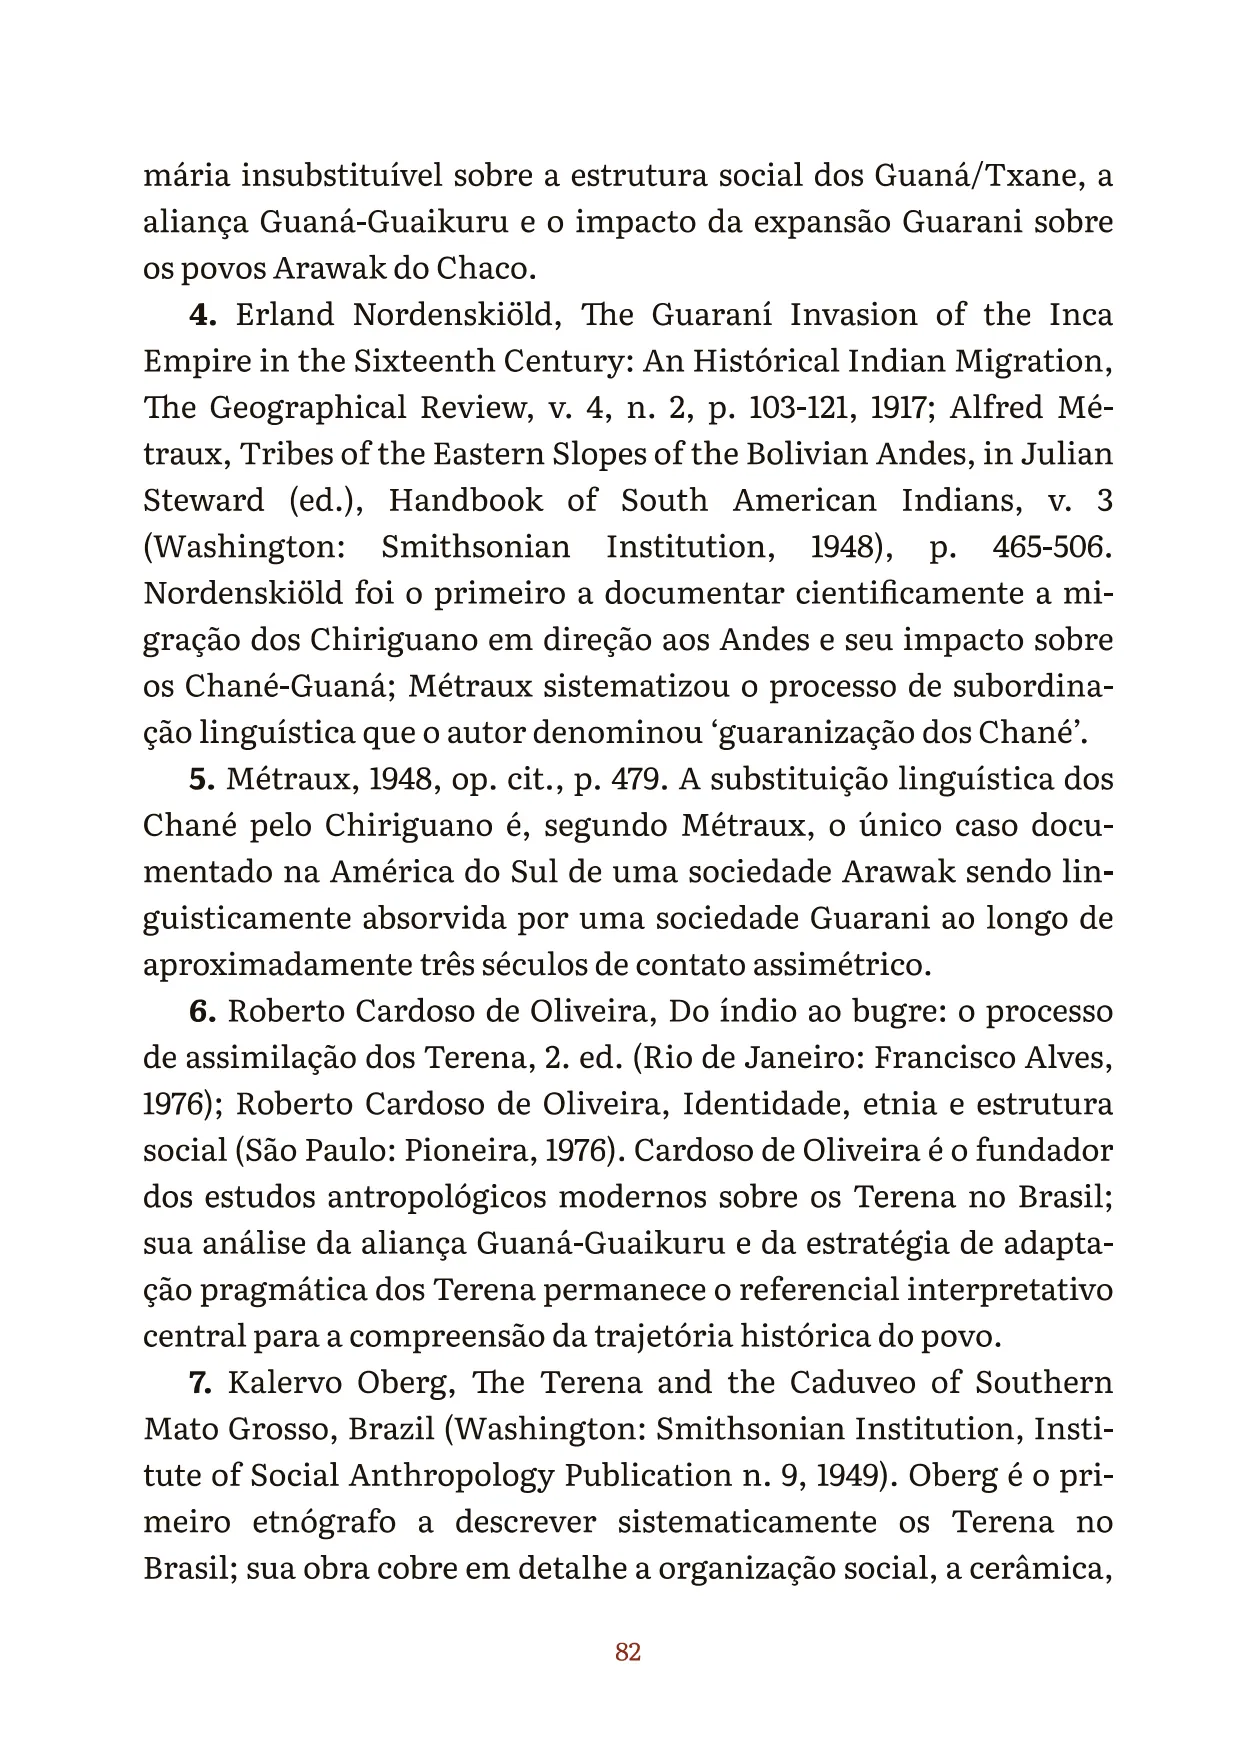 mária insubstituível sobre a estrutura social dos Guaná/Txane, a
aliança Guaná-Guaikuru e o impacto da expansão Guarani sobre
os povos Arawak do Chaco.
4. Erland Nordenskiöld, The Guaraní Invasion of the Inca
Empire in the Sixteenth Century: An Histórical Indian Migration,
The Geographical Review, v. 4, n. 2, p. 103-121, 1917; Alfred Mé-
traux, Tribes of the Eastern Slopes of the Bolivian Andes, in Julian
Steward (ed.), Handbook of South American Indians, v. 3
(Washington: Smithsonian Institution, 1948), p. 465-506.
Nordenskiöld foi o primeiro a documentar cientificamente a mi-
gração dos Chiriguano em direção aos Andes e seu impacto sobre
os Chané-Guaná; Métraux sistematizou o processo de subordina-
ção linguística que o autor denominou ‘guaranização dos Chané’.
5. Métraux, 1948, op. cit., p. 479. A substituição linguística dos
Chané pelo Chiriguano é, segundo Métraux, o único caso docu-
mentado na América do Sul de uma sociedade Arawak sendo lin-
guisticamente absorvida por uma sociedade Guarani ao longo de
aproximadamente três séculos de contato assimétrico.
6. Roberto Cardoso de Oliveira, Do índio ao bugre: o processo
de assimilação dos Terena, 2. ed. (Rio de Janeiro: Francisco Alves,
1976); Roberto Cardoso de Oliveira, Identidade, etnia e estrutura
social (São Paulo: Pioneira, 1976). Cardoso de Oliveira é o fundador
dos estudos antropológicos modernos sobre os Terena no Brasil;
sua análise da aliança Guaná-Guaikuru e da estratégia de adapta-
ção pragmática dos Terena permanece o referencial interpretativo
central para a compreensão da trajetória histórica do povo.
7. Kalervo Oberg, The Terena and the Caduveo of Southern
Mato Grosso, Brazil (Washington: Smithsonian Institution, Insti-
tute of Social Anthropology Publication n. 9, 1949). Oberg é o pri-
meiro etnógrafo a descrever sistematicamente os Terena no
Brasil; sua obra cobre em detalhe a organização social, a cerâmica,
82